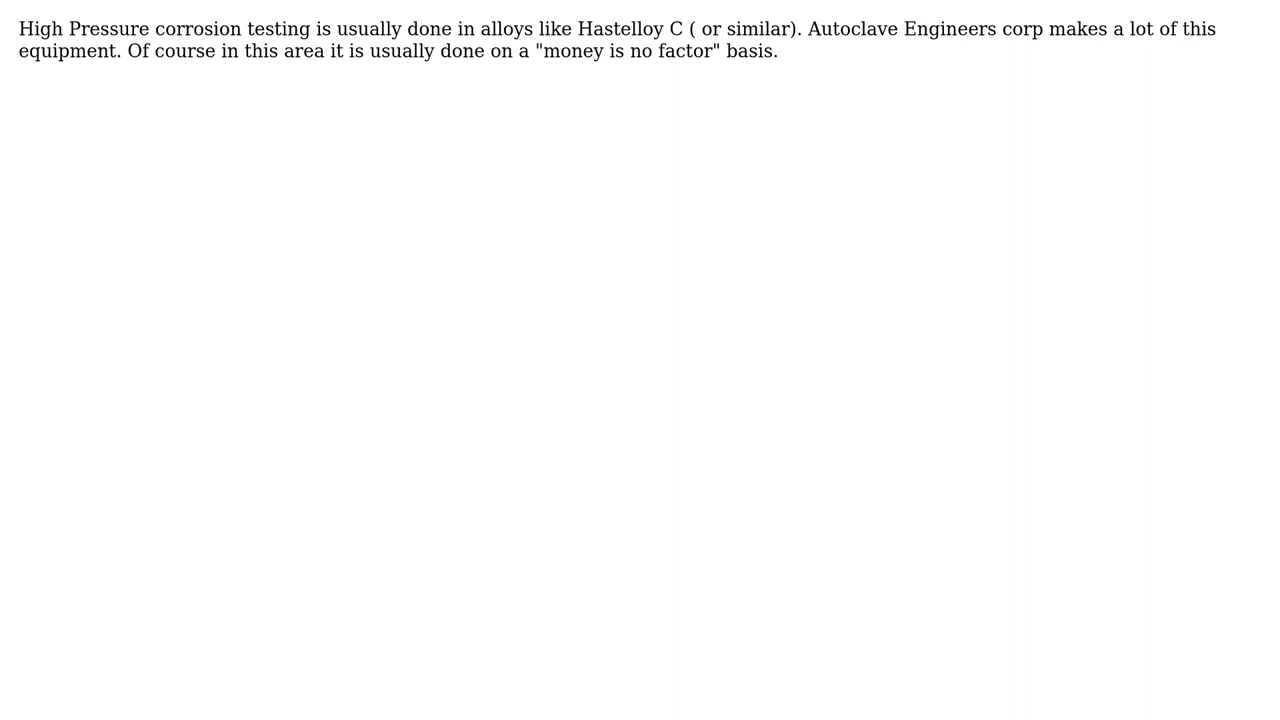 High Pressure corrosion testing is usually done in alloys like Hastelloy C ( or similar). Autoclave Engineers corp makes a lot of this
equipment. Of course in this area it is usually done on a "money is no factor" basis.